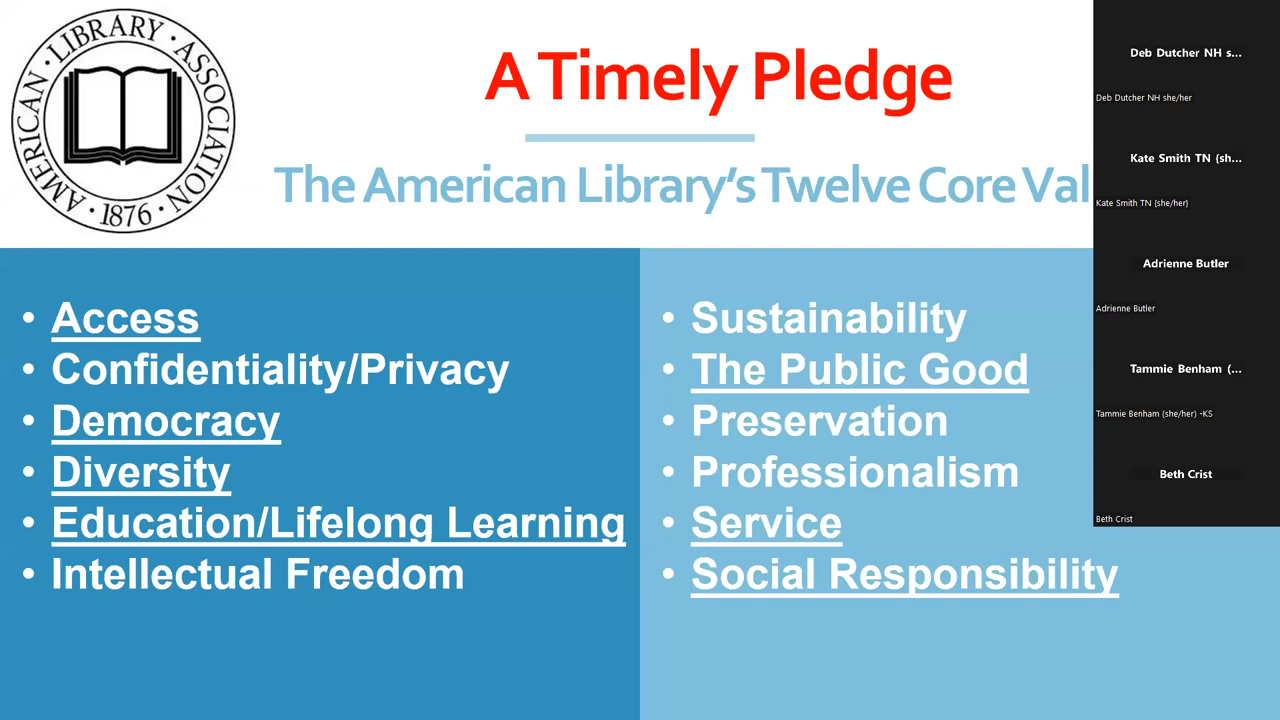 AMERICAN · LIBRARY · ASSOCIATION
· 1876 ·
A Timely Pledge
The American Library's Twelve Core Val
• Access
• Confidentiality/Privacy
• Democracy
• Diversity
• Education/Lifelong Learning
• Intellectual Freedom
• Sustainability
• The Public Good
• Preservation
• Professionalism
• Service
• Social Responsibility
Deb Dutcher NH s...
Deb Dutcher NH she/her
Kate Smith TN (sh...
Kate Smith TN (she/her)
Adrienne Butler
Adrienne Butler
Tammie Benham (...
Tammie Benham (she/her) -KS
Beth Crist
Beth Crist